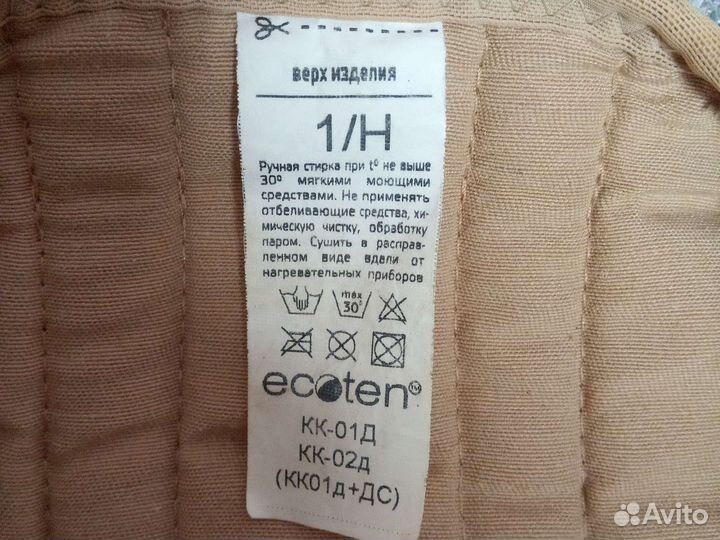 верх изделия
1/Н
Ручная стирка при t° не выше
30° мягкими моющими
средствами. Не применять
отбеливающие средства, хи-
мическую чистку, обработку
паром. Сушить в расправ-
ленном виде вдали от
нагревательных приборов
max
30°
ecoten™
КК-01Д
КК-02д
(КК01д+ДС)
Avito